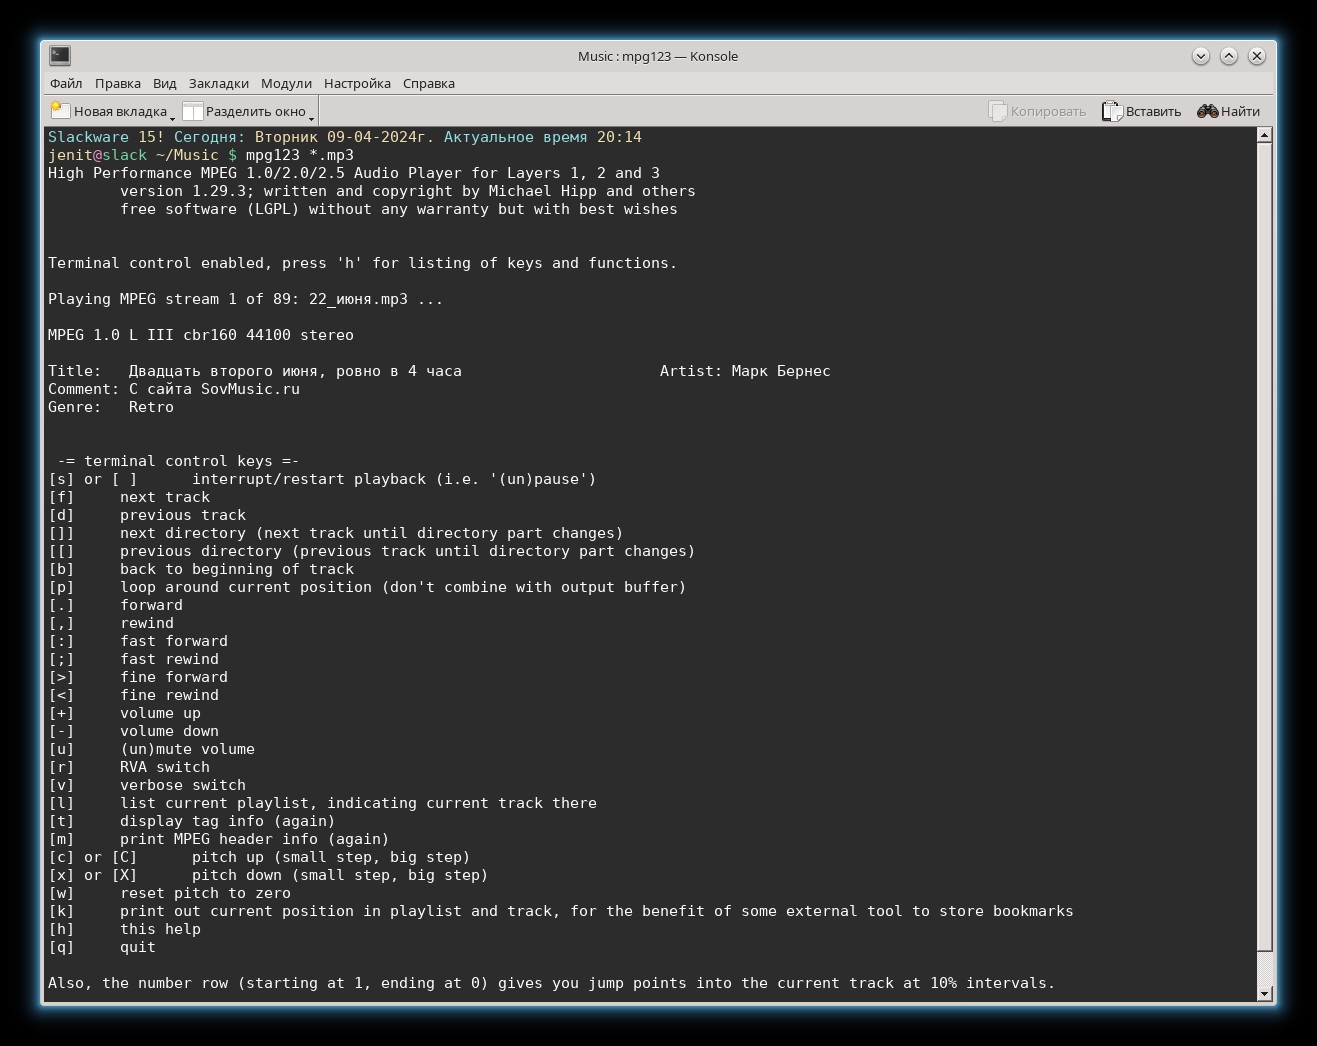 Music : mpg123 — Konsole
Файл Правка Вид Закладки Модули Настройка Справка
Новая вкладка Разделить окно Копировать Вставить Найти
Slackware 15! Сегодня: Вторник 09-04-2024г. Актуальное время 20:14
jenit@slack ~/Music $ mpg123 *.mp3
High Performance MPEG 1.0/2.0/2.5 Audio Player for Layers 1, 2 and 3
version 1.29.3; written and copyright by Michael Hipp and others
free software (LGPL) without any warranty but with best wishes
Terminal control enabled, press 'h' for listing of keys and functions.
Playing MPEG stream 1 of 89: 22_июня.mp3 ...
MPEG 1.0 L III cbr160 44100 stereo
Title: Двадцать второго июня, ровно в 4 часа Artist: Марк Бернес
Comment: С сайта SovMusic.ru
Genre: Retro
-= terminal control keys =-
[s] or [ ] interrupt/restart playback (i.e. '(un)pause')
[f] next track
[d] previous track
[]] next directory (next track until directory part changes)
[[] previous directory (previous track until directory part changes)
[b] back to beginning of track
[p] loop around current position (don't combine with output buffer)
[.] forward
[,] rewind
[:] fast forward
[;] fast rewind
[>] fine forward
[<] fine rewind
[+] volume up
[-] volume down
[u] (un)mute volume
[r] RVA switch
[v] verbose switch
[l] list current playlist, indicating current track there
[t] display tag info (again)
[m] print MPEG header info (again)
[c] or [C] pitch up (small step, big step)
[x] or [X] pitch down (small step, big step)
[w] reset pitch to zero
[k] print out current position in playlist and track, for the benefit of some external tool to store bookmarks
[h] this help
[q] quit
Also, the number row (starting at 1, ending at 0) gives you jump points into the current track at 10% intervals.